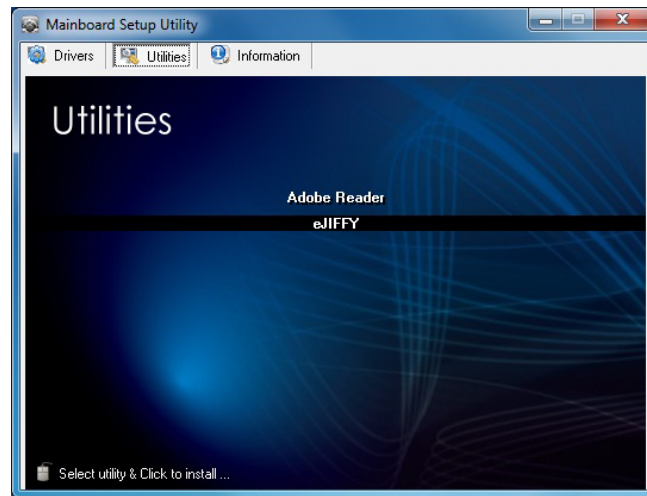 Mainboard Setup Utility
Drivers Utilities Information
Utilities
Adobe Reader
eJIFFY
Select utility & Click to install ...